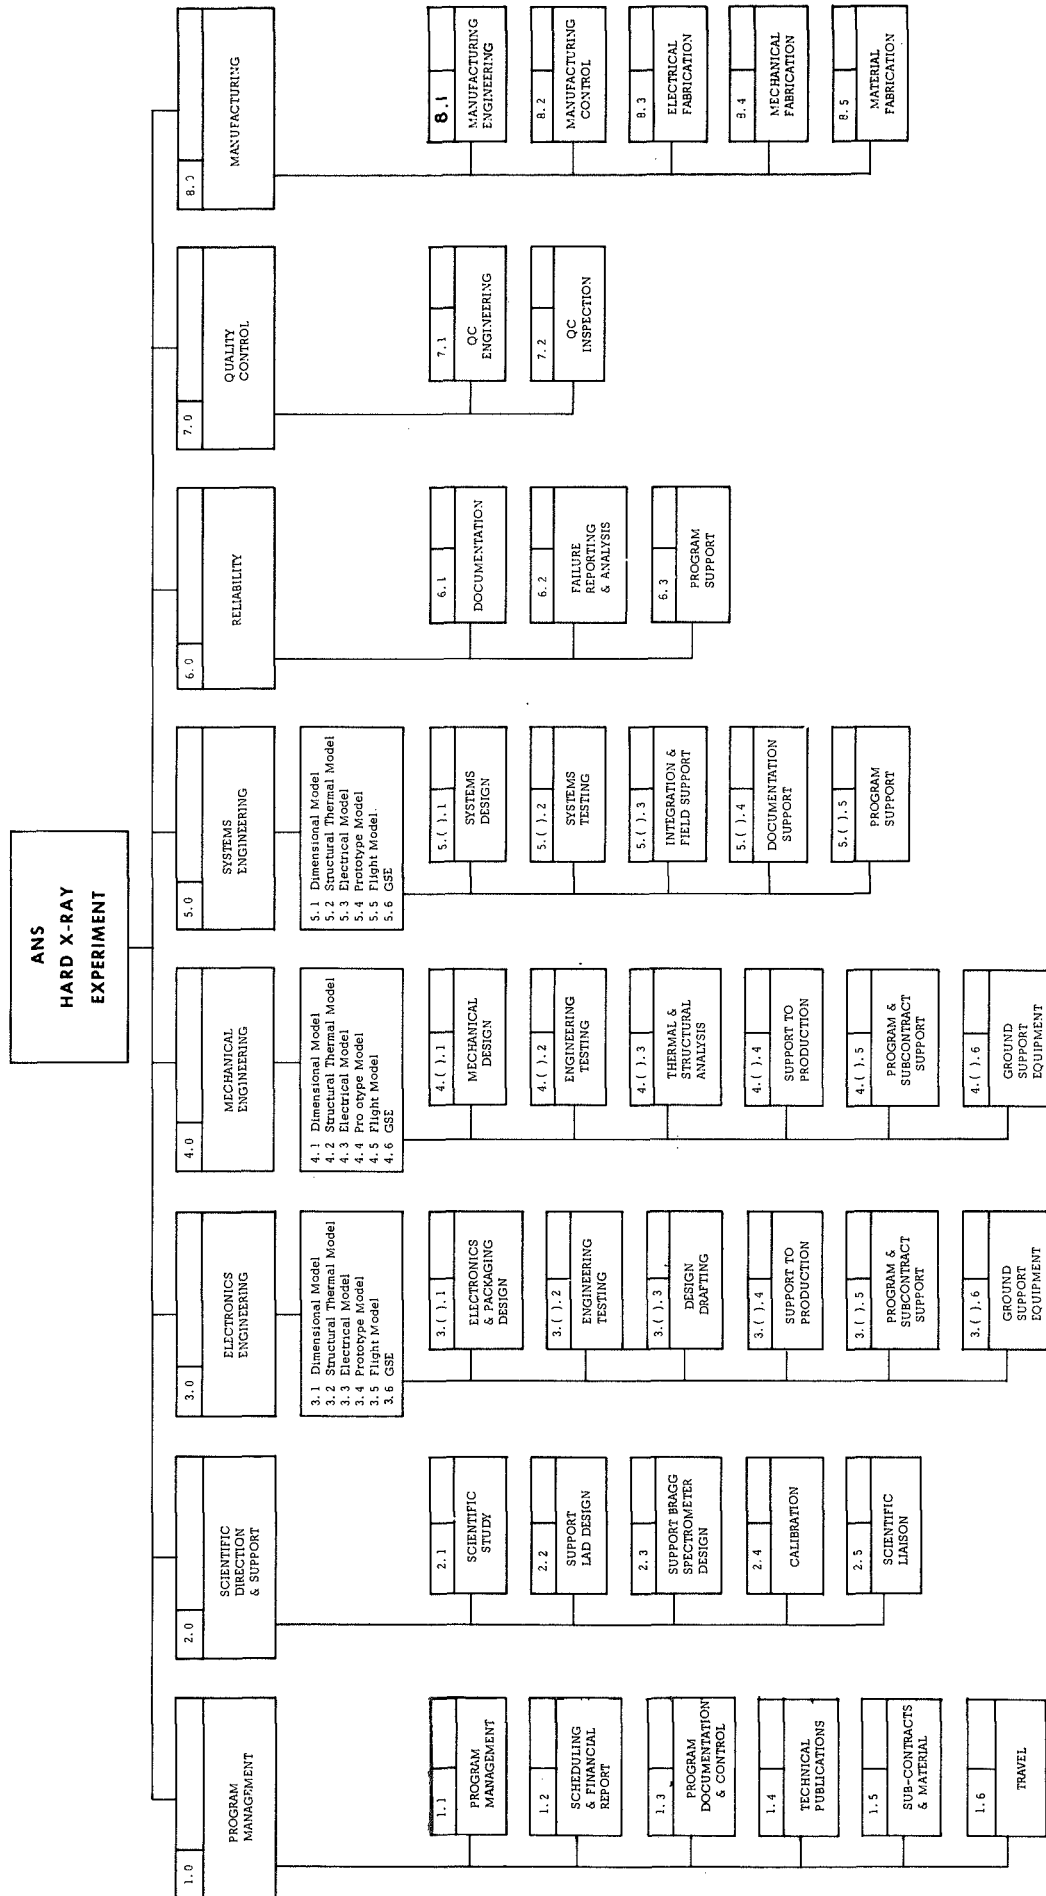 ANS
HARD X-RAY
EXPERIMENT
1.0
PROGRAM
MANAGEMENT
1.1
PROGRAM
MANAGEMENT
1.2
SCHEDULING
& FINANCIAL
REPORT
1.3
PROGRAM
DOCUMENTATION
& CONTROL
1.4
TECHNICAL
PUBLICATIONS
1.5
SUB-CONTRACTS
& MATERIAL
1.6
TRAVEL
2.0
SCIENTIFIC
DIRECTION
& SUPPORT
2.1
SCIENTIFIC
STUDY
2.2
SUPPORT
LAD DESIGN
2.3
SUPPORT BRAGG
SPECTROMETER
DESIGN
2.4
CALIBRATION
2.5
SCIENTIFIC
LIAISON
3.0
ELECTRONICS
ENGINEERING
3.1 Dimensional Model
3.2 Structural Thermal Model
3.3 Electrical Model
3.4 Prototype Model
3.5 Flight Model
3.6 GSE
3.( ).1
ELECTRONICS
& PACKAGING
DESIGN
3.( ).2
ENGINEERING
TESTING
3.( ).3
DESIGN
DRAFTING
3.( ).4
SUPPORT TO
PRODUCTION
3.( ).5
PROGRAM &
SUBCONTRACT
SUPPORT
3.( ).6
GROUND
SUPPORT
EQUIPMENT
4.0
MECHANICAL
ENGINEERING
4.1 Dimensional Model
4.2 Structural Thermal Model
4.3 Electrical Model
4.4 Pro otype Model
4.5 Flight Model
4.6 GSE
4.( ).1
MECHANICAL
DESIGN
4.( ).2
ENGINEERING
TESTING
4.( ).3
THERMAL &
STRUCTURAL
ANALYSIS
4.( ).4
SUPPORT TO
PRODUCTION
4.( ).5
PROGRAM &
SUBCONTRACT
SUPPORT
4.( ).6
GROUND
SUPPORT
EQUIPMENT
5.0
SYSTEMS
ENGINEERING
5.1 Dimensional Model
5.2 Structural Thermal Model
5.3 Electrical Model
5.4 Prototype Model
5.5 Flight Model
5.6 GSE
5.( ).1
SYSTEMS
DESIGN
5.( ).2
SYSTEMS
TESTING
5.( ).3
INTEGRATION &
FIELD SUPPORT
5.( ).4
DOCUMENTATION
SUPPORT
5.( ).5
PROGRAM
SUPPORT
6.0
RELIABILITY
6.1
DOCUMENTATION
6.2
FAILURE
REPORTING
& ANALYSIS
6.3
PROGRAM
SUPPORT
7.0
QUALITY
CONTROL
7.1
QC
ENGINEERING
7.2
QC
INSPECTION
8.0
MANUFACTURING
8.1
MANUFACTURING
ENGINEERING
8.2
MANUFACTURING
CONTROL
8.3
ELECTRICAL
FABRICATION
8.4
MECHANICAL
FABRICATION
8.5
MATERIAL
FABRICATION